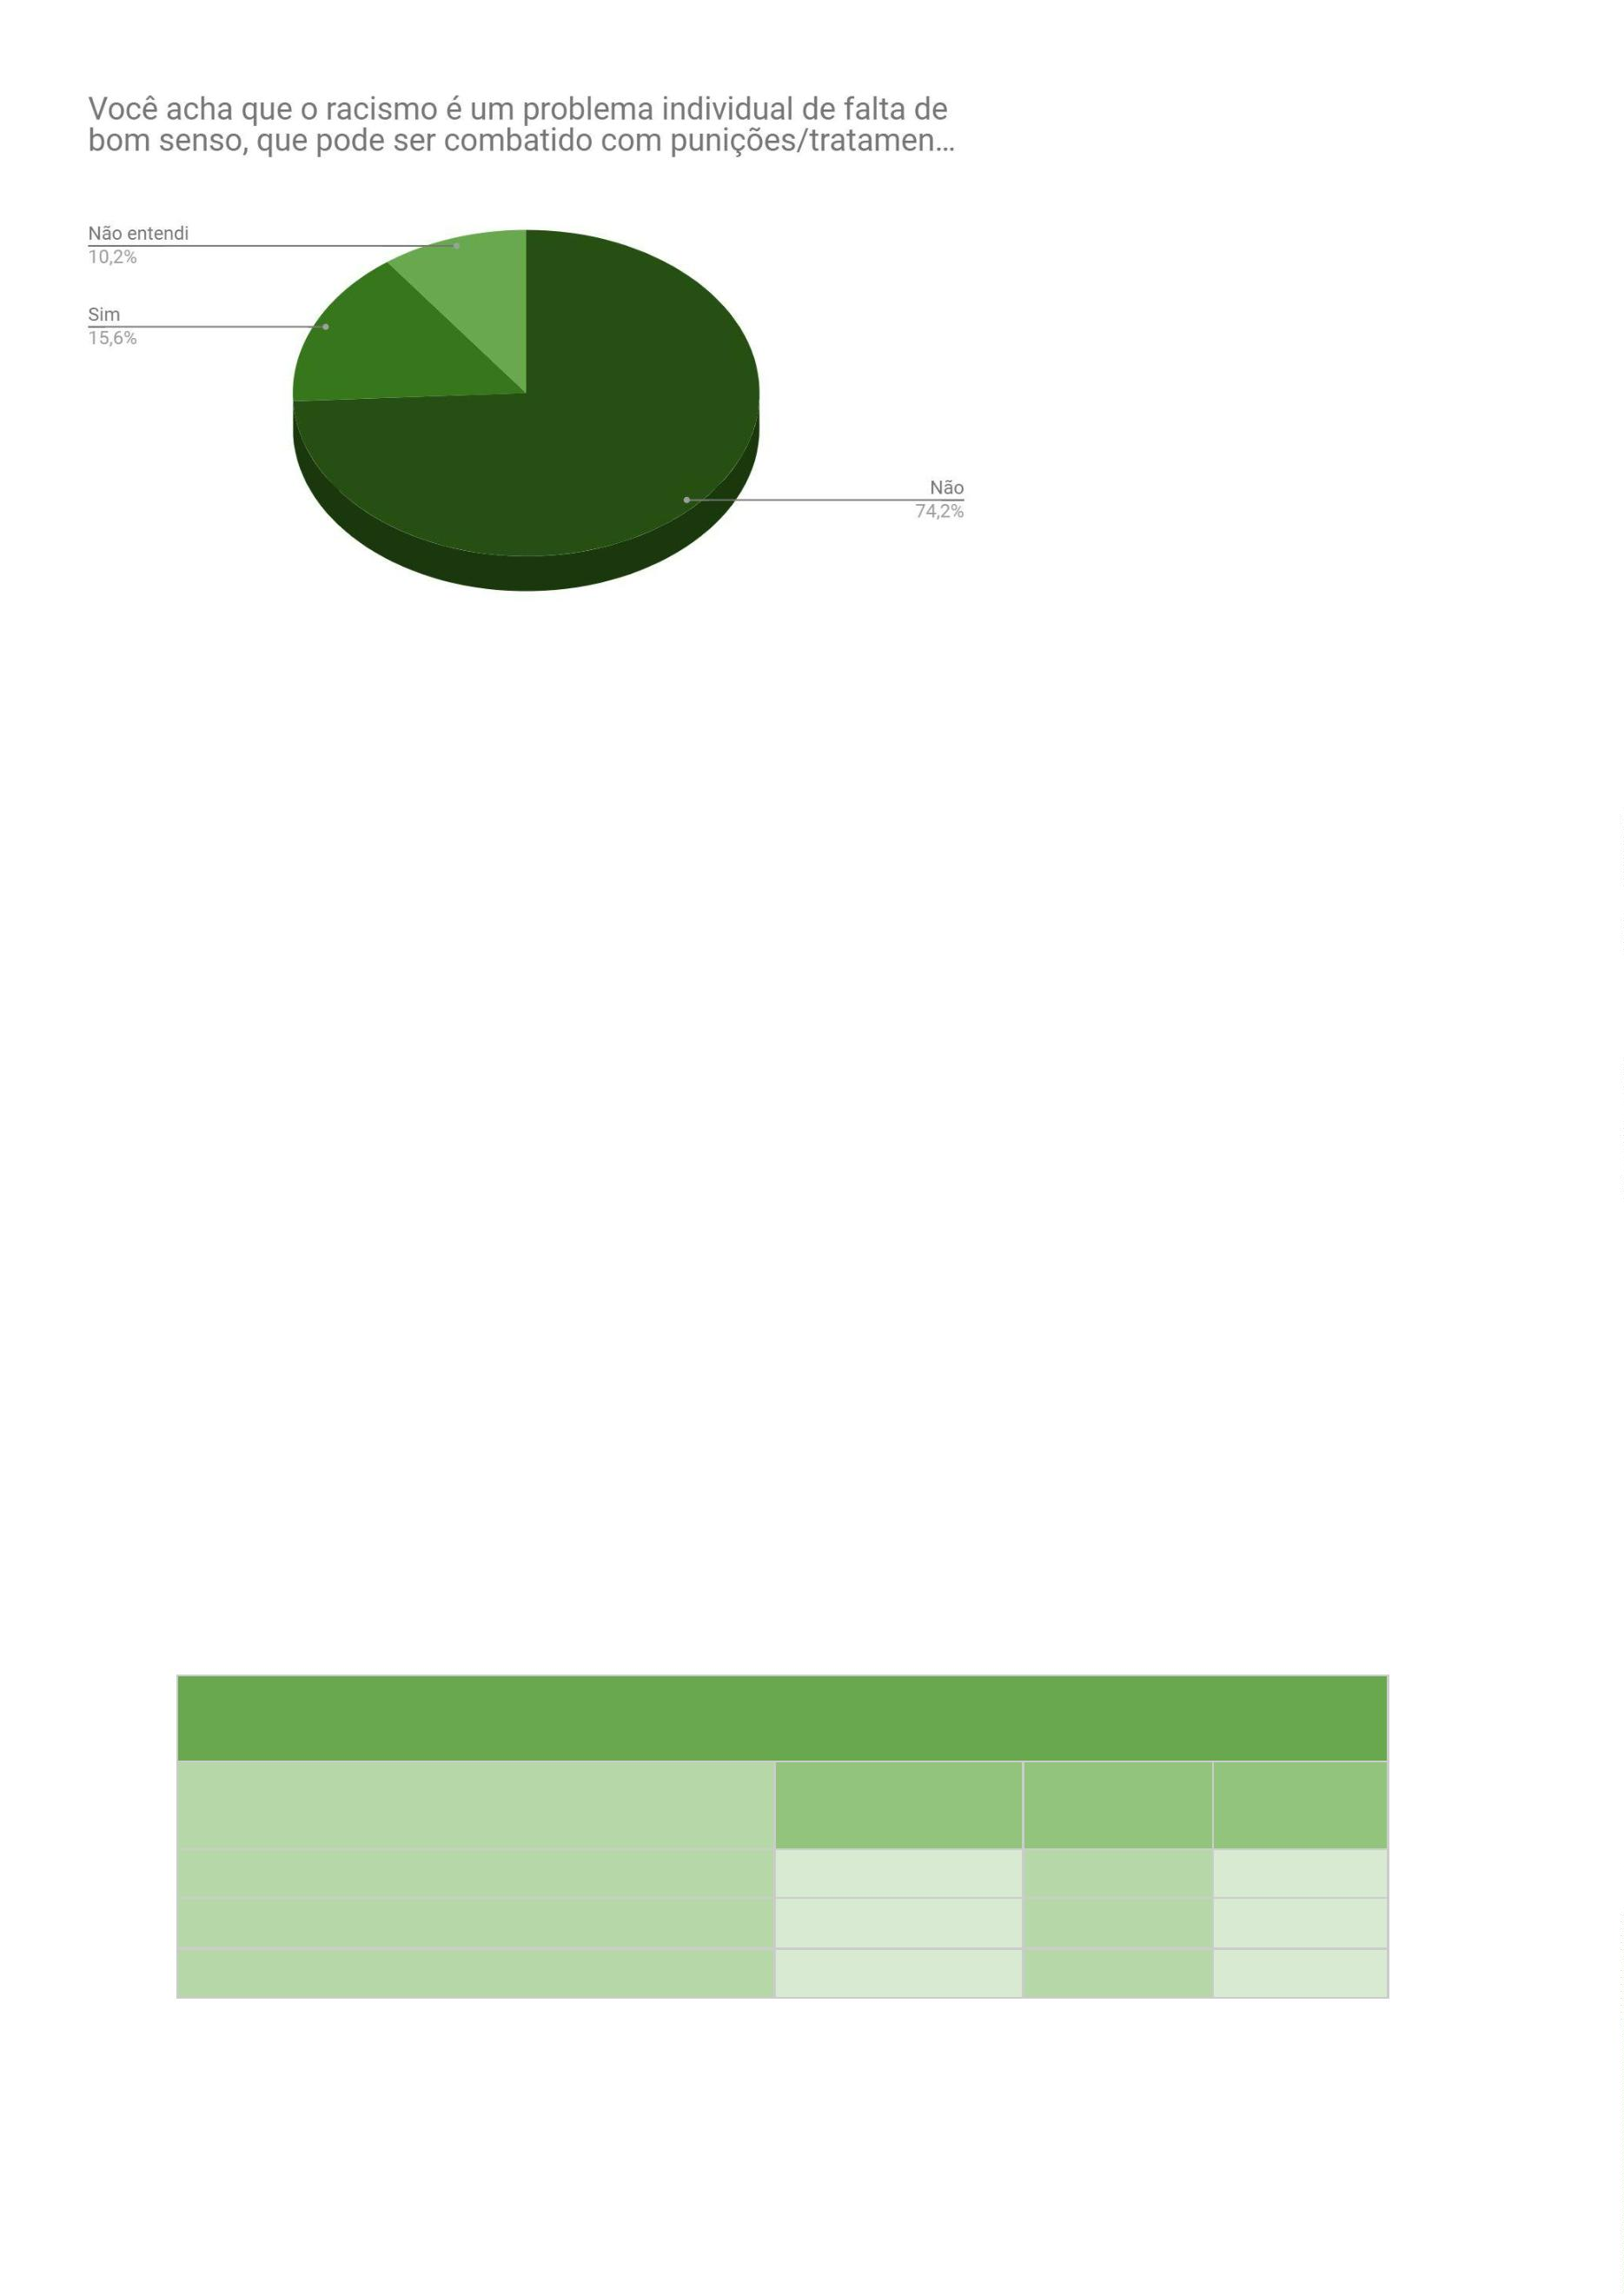 Você acha que o racismo é um problema individual de falta de
bom senso, que pode ser combatido com punições/tratamen…
Não entendi
10,2%
Sim
15,6%
Não
74,2%